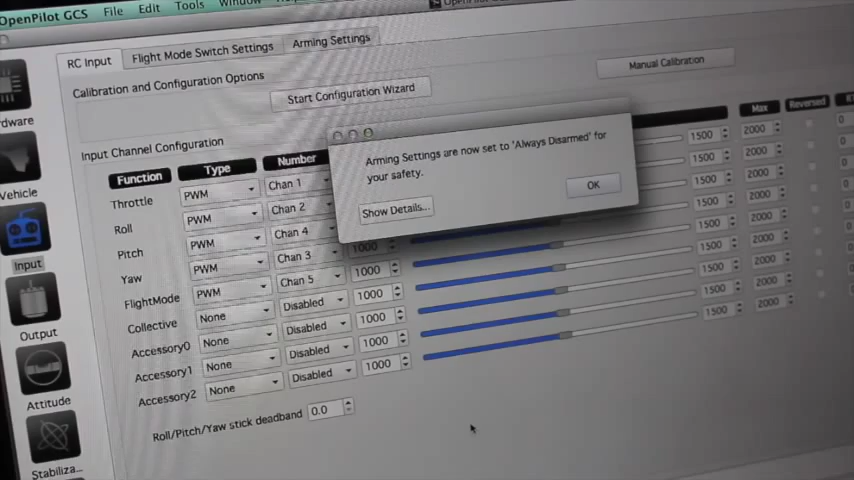 OpenPilot GCS File Edit Tools Window
RC Input Flight Mode Switch Settings Arming Settings
Calibration and Configuration Options
Start Configuration Wizard Manual Calibration
Input Channel Configuration
Function Type Number Max Reversed
Throttle PWM Chan 1 1500 2000
Roll PWM Chan 2 1500 2000
Pitch PWM Chan 4 1500 2000
Yaw PWM Chan 3 1000 1500 2000
FlightMode PWM Chan 5 1000 1500 2000
Collective None Disabled 1000 1500 2000
Accessory0 None Disabled 1000 1500 2000
Accessory1 None Disabled 1000 1500 2000
Accessory2 None Disabled 1000 1500 2000
Roll/Pitch/Yaw stick deadband 0.0
Arming Settings are now set to 'Always Disarmed' for
your safety.
Show Details... OK
Vehicle
Input
Output
Attitude
Stabiliza...